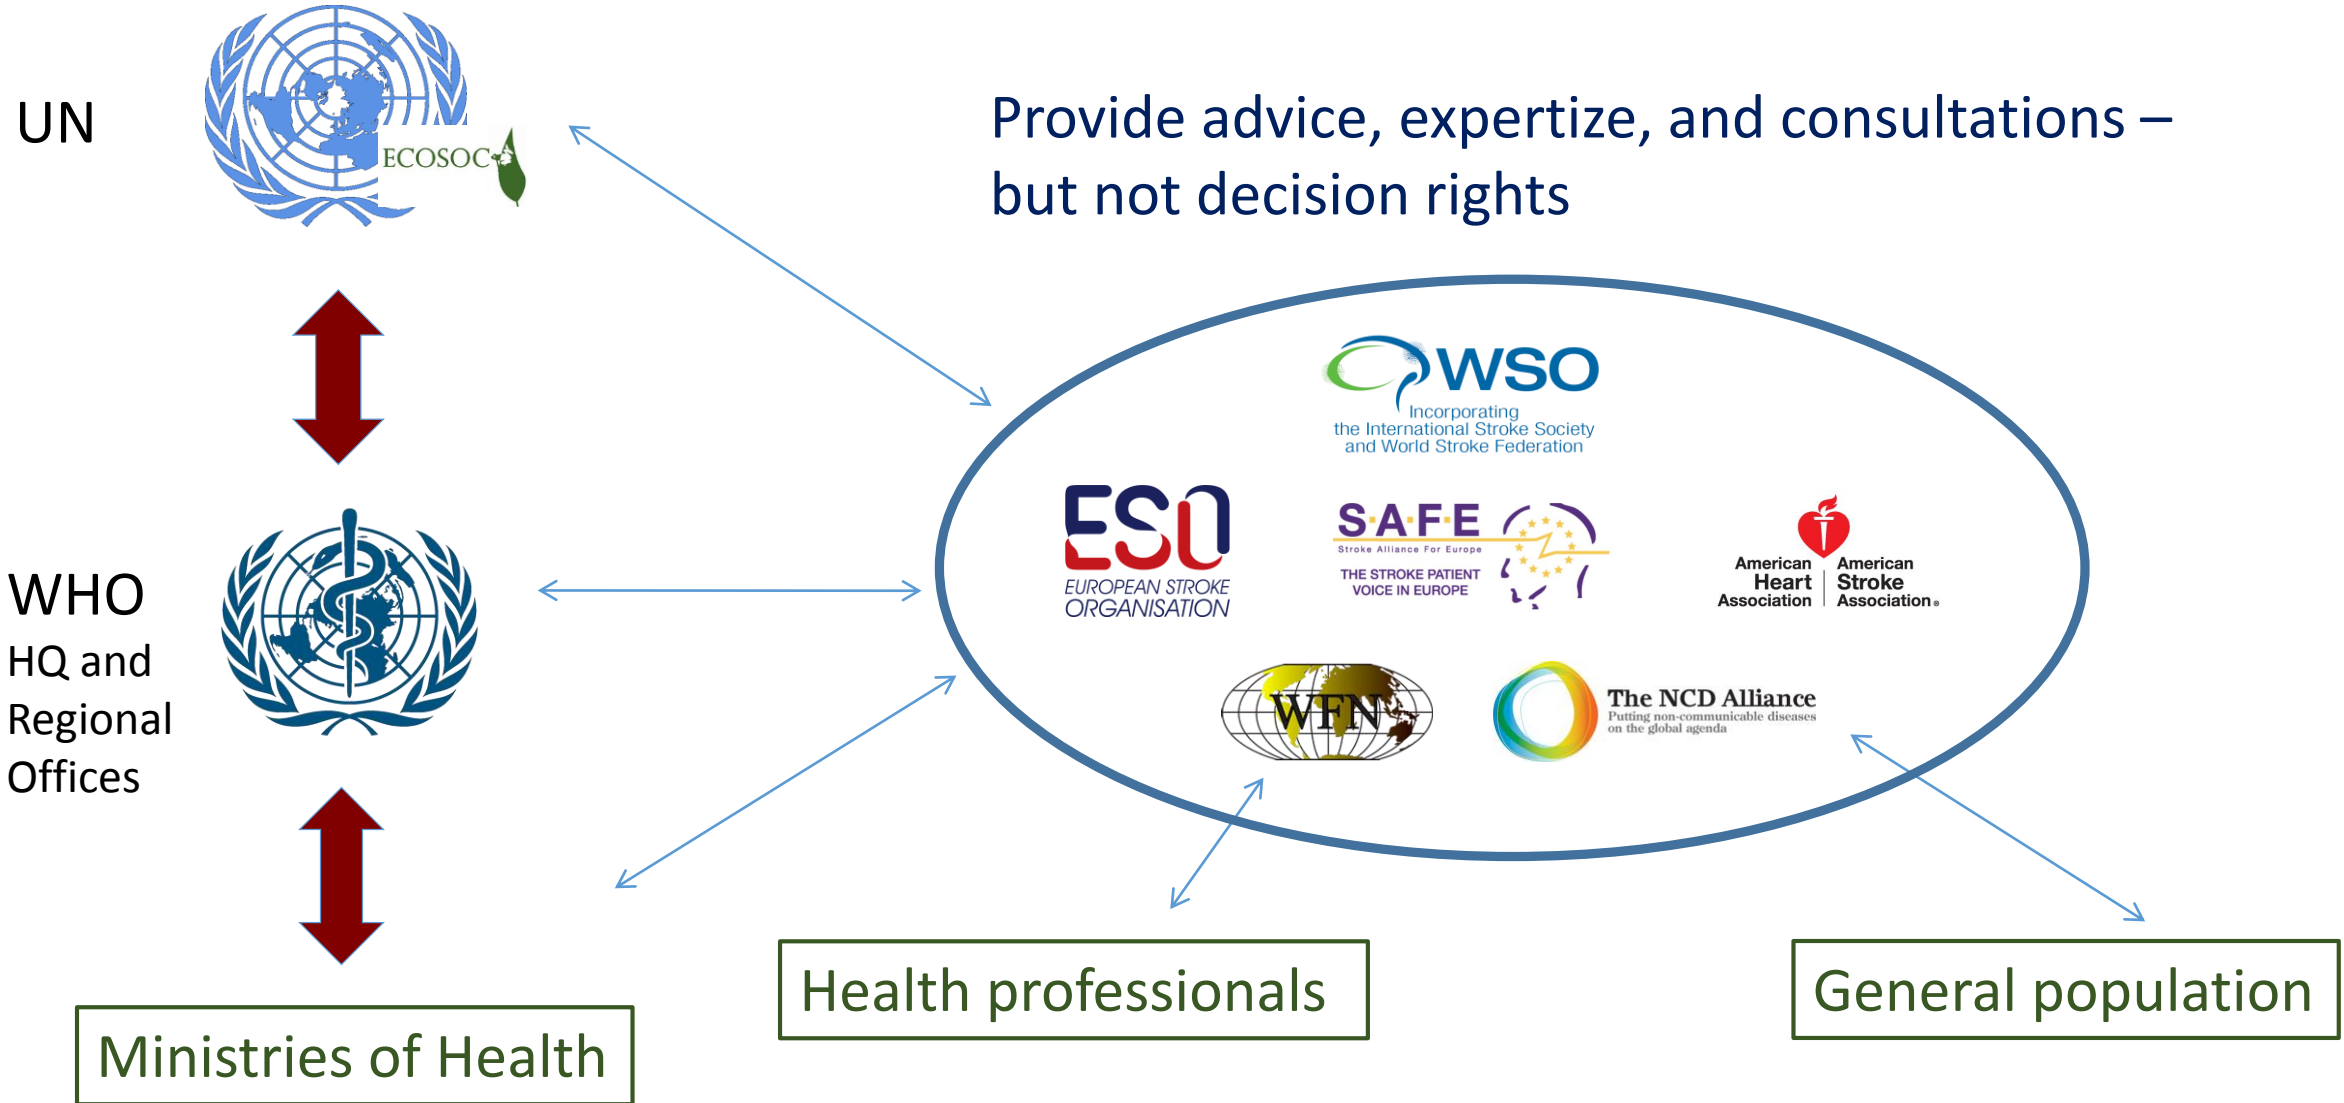 UN
ECOSOC
Provide advice, expertize, and consultations –
but not decision rights
WSO
Incorporating
the International Stroke Society
and World Stroke Federation
ESO
EUROPEAN STROKE
ORGANISATION
S·A·F·E
Stroke Alliance For Europe
THE STROKE PATIENT
VOICE IN EUROPE
American
Heart
Association
American
Stroke
Association®
WHO
HQ and
Regional
Offices
WFN
The NCD Alliance
Putting non-communicable diseases
on the global agenda
Health professionals
General population
Ministries of Health